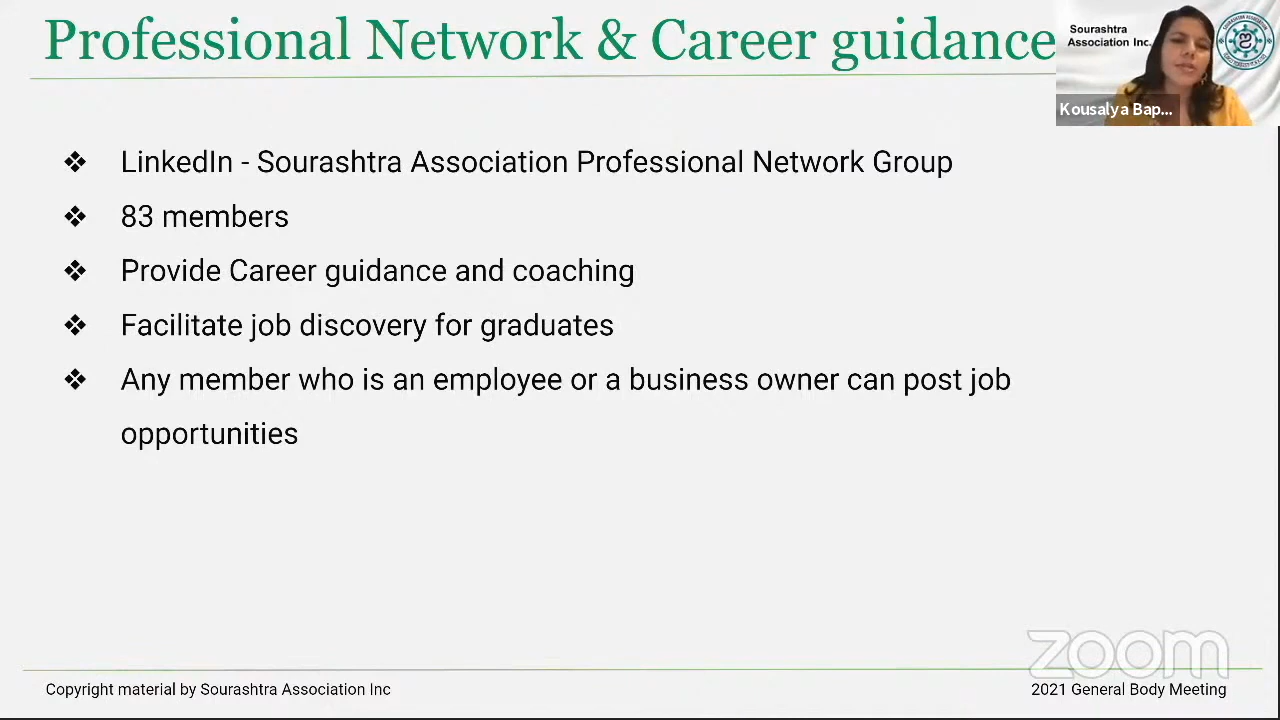 Professional Network & Career guidance
Sourashtra
Association Inc.
Kousalya Bap...
❖ LinkedIn - Sourashtra Association Professional Network Group
❖ 83 members
❖ Provide Career guidance and coaching
❖ Facilitate job discovery for graduates
❖ Any member who is an employee or a business owner can post job
opportunities
zoom
Copyright material by Sourashtra Association Inc
2021 General Body Meeting